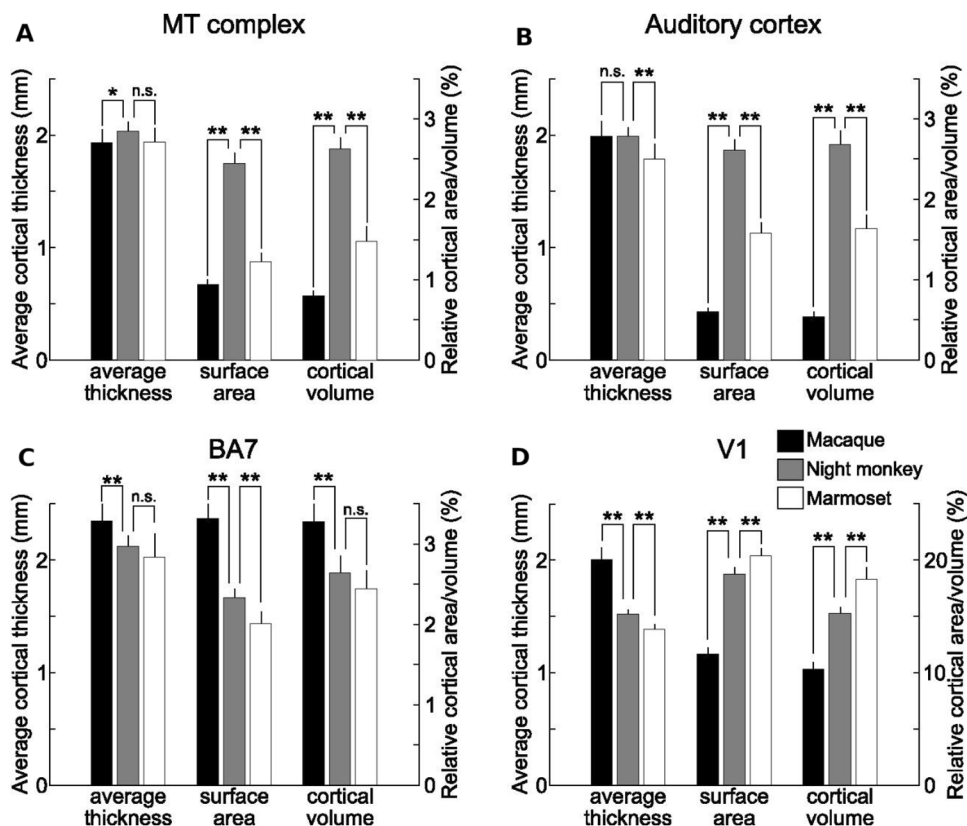 A
MT complex
Average cortical thickness (mm)
2
1
0
* n.s.
** **
** **
3
2
1
0
Relative cortical area/volume (%)
average thickness
surface area
cortical volume
B
Auditory cortex
Average cortical thickness (mm)
2
1
0
n.s. **
** **
** **
3
2
1
0
Relative cortical area/volume (%)
average thickness
surface area
cortical volume
C
BA7
Average cortical thickness (mm)
2
1
0
** n.s.
** **
** n.s.
3
2
1
0
Relative cortical area/volume (%)
average thickness
surface area
cortical volume
D
V1
Macaque
Night monkey
Marmoset
Average cortical thickness (mm)
2
1
0
** **
** **
** **
20
10
0
Relative cortical area/volume (%)
average thickness
surface area
cortical volume